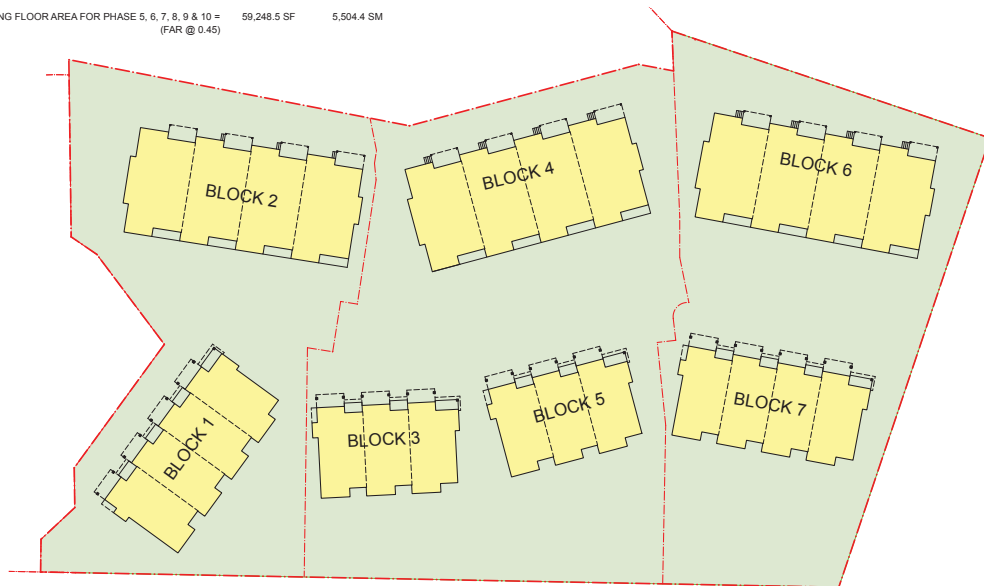 NG FLOOR AREA FOR PHASE 5, 6, 7, 8, 9 & 10 = 59,248.5 SF 5,504.4 SM
(FAR @ 0.45)
BLOCK 2
BLOCK 4
BLOCK 6
BLOCK 1
BLOCK 3
BLOCK 5
BLOCK 7